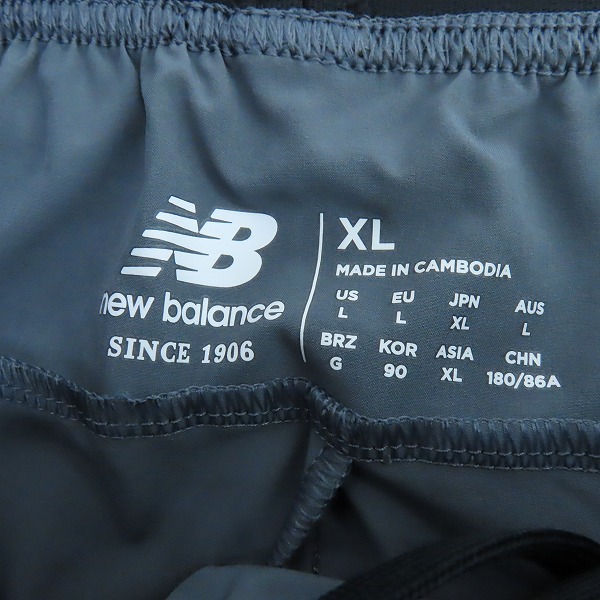 NB
new balance
SINCE 1906
XL
MADE IN CAMBODIA
US EU JPN AUS
L L XL L
BRZ KOR ASIA CHN
G 90 XL 180/86A